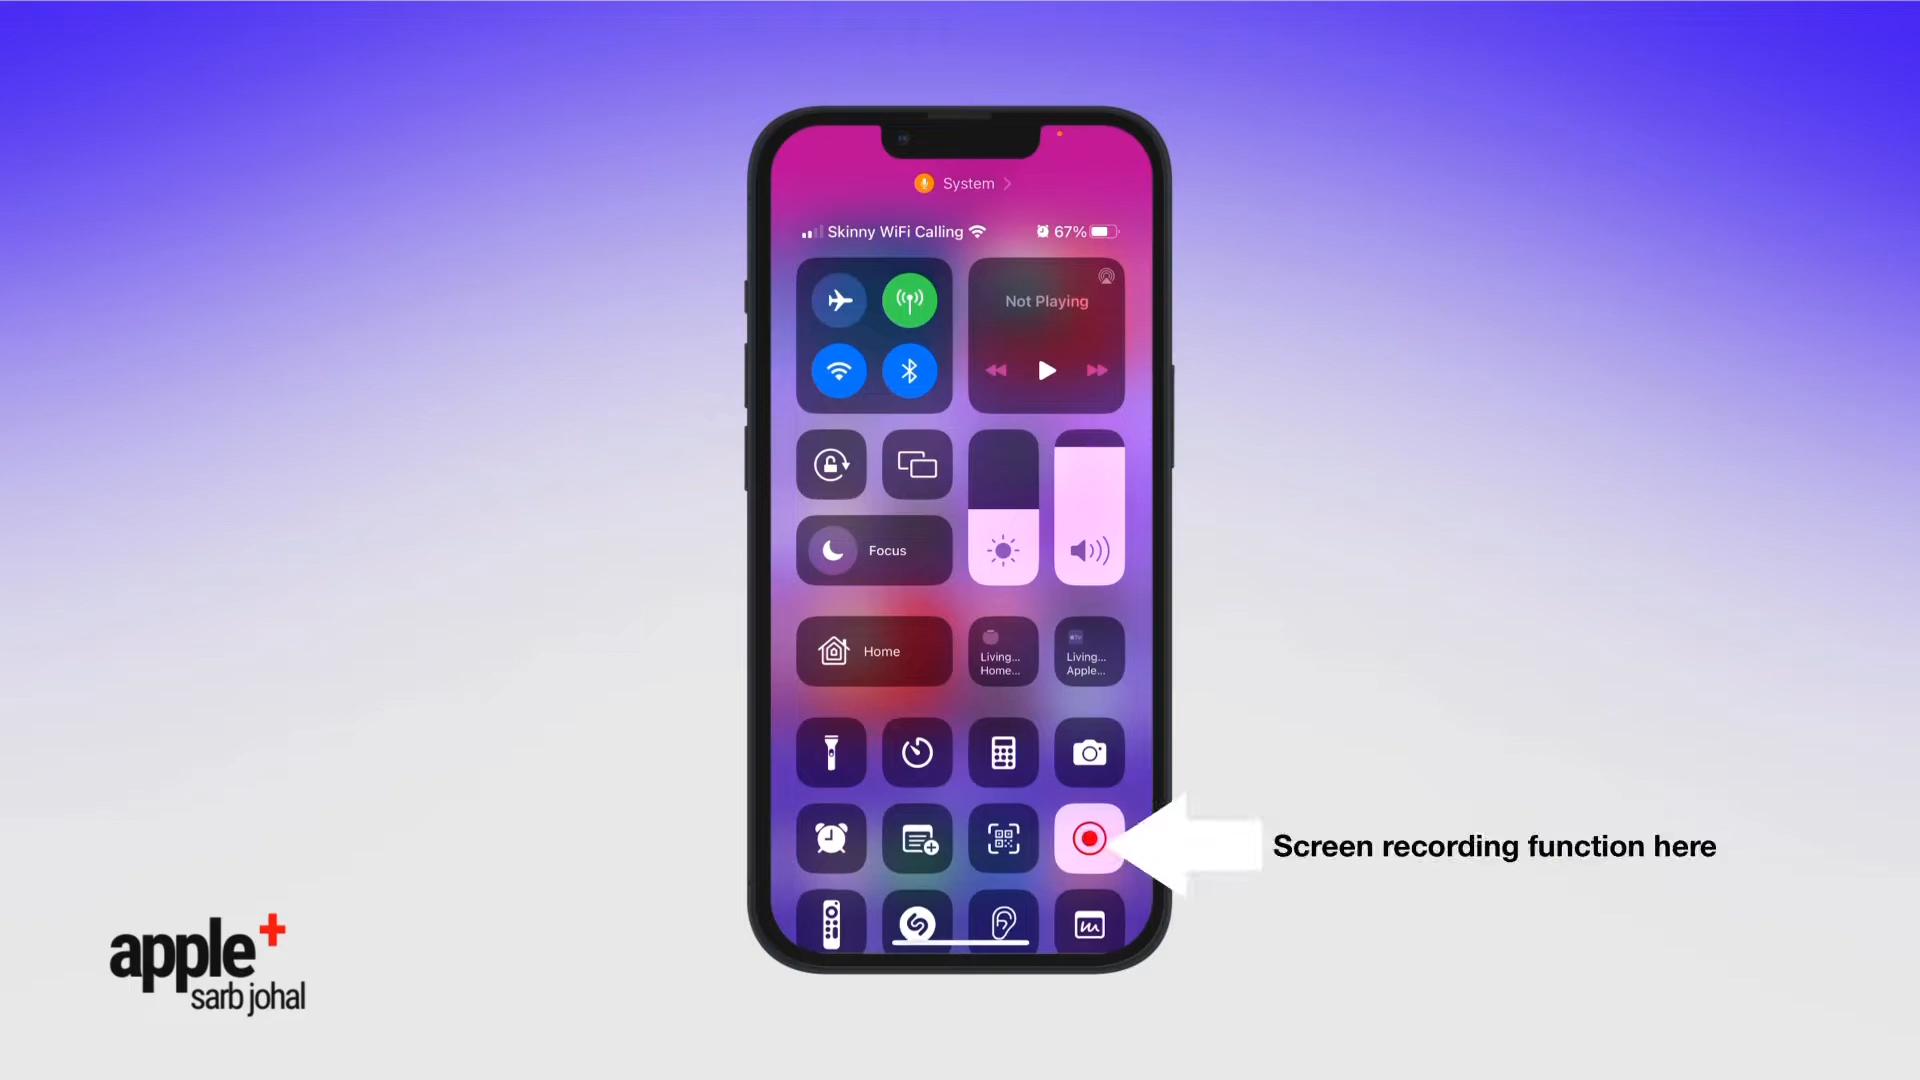 System
Skinny WiFi Calling
67%
Not Playing
Focus
Home
Living...
Home...
Living...
Apple...
Screen recording function here
apple+
sarb johal